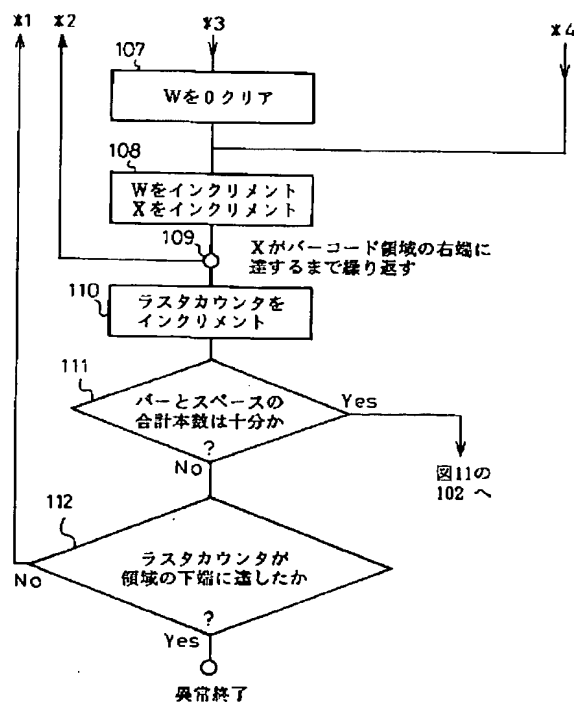 *1
*2
*3
*4
107
Wを0クリア
108
Wをインクリメント
Xをインクリメント
109
Xがバーコード領域の右端に
達するまで繰り返す
110
ラスタカウンタを
インクリメント
111
バーとスペースの
合計本数は十分か
?
Yes
No
図11の
102 へ
112
ラスタカウンタが
領域の下端に達したか
?
No
Yes
異常終了